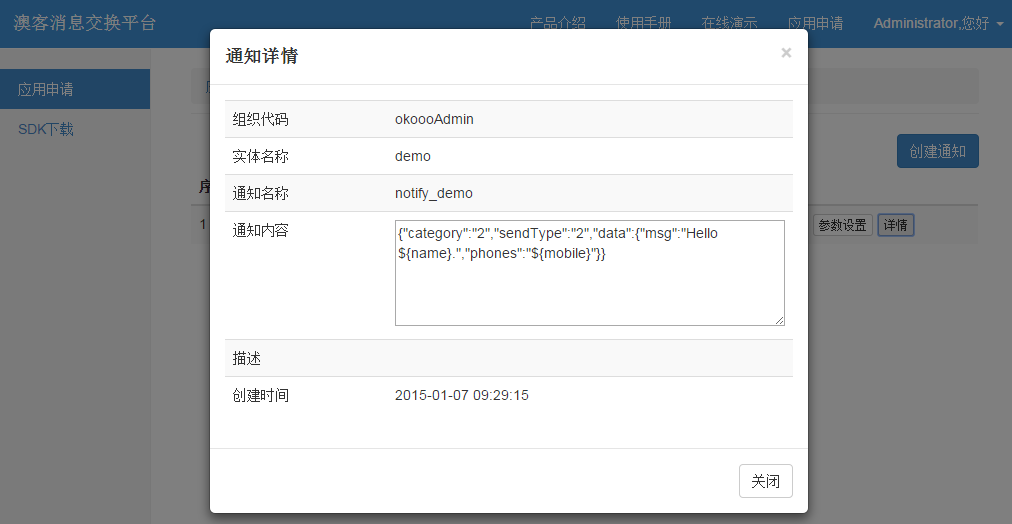 澳客消息交换平台
产品介绍 使用手册 在线演示 应用申请 Administrator,您好
通知详情 ×
应用申请
SDK下载
组织代码 okoooAdmin
创建通知
实体名称 demo
通知名称 notify_demo
1
通知内容 {"category":"2","sendType":"2","data":{"msg":"Hello
${name}.","phones":"${mobile}"}}
参数设置 详情
描述
创建时间 2015-01-07 09:29:15
关闭